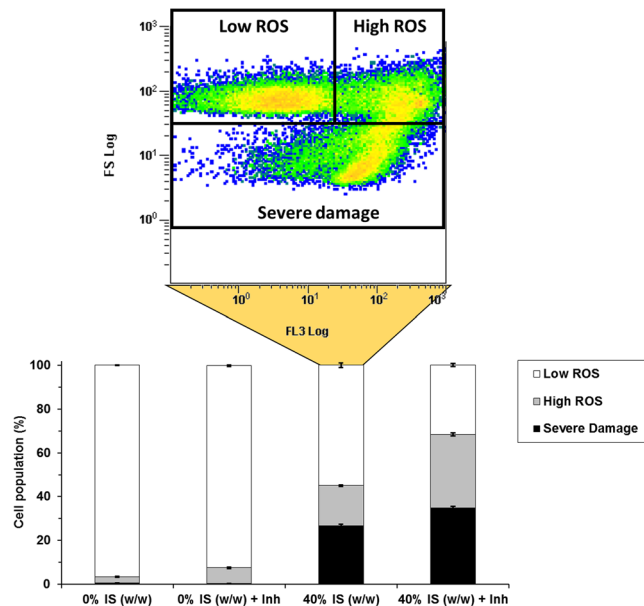 Low ROS High ROS
10³
10²
10¹
10⁰
FS Log
Severe damage
10⁰ 10¹ 10² 10³
FL3 Log
100
80
60
40
20
0
Cell population (%)
Low ROS
High ROS
Severe Damage
0% IS (w/w) 0% IS (w/w) + Inh 40% IS (w/w) 40% IS (w/w) + Inh